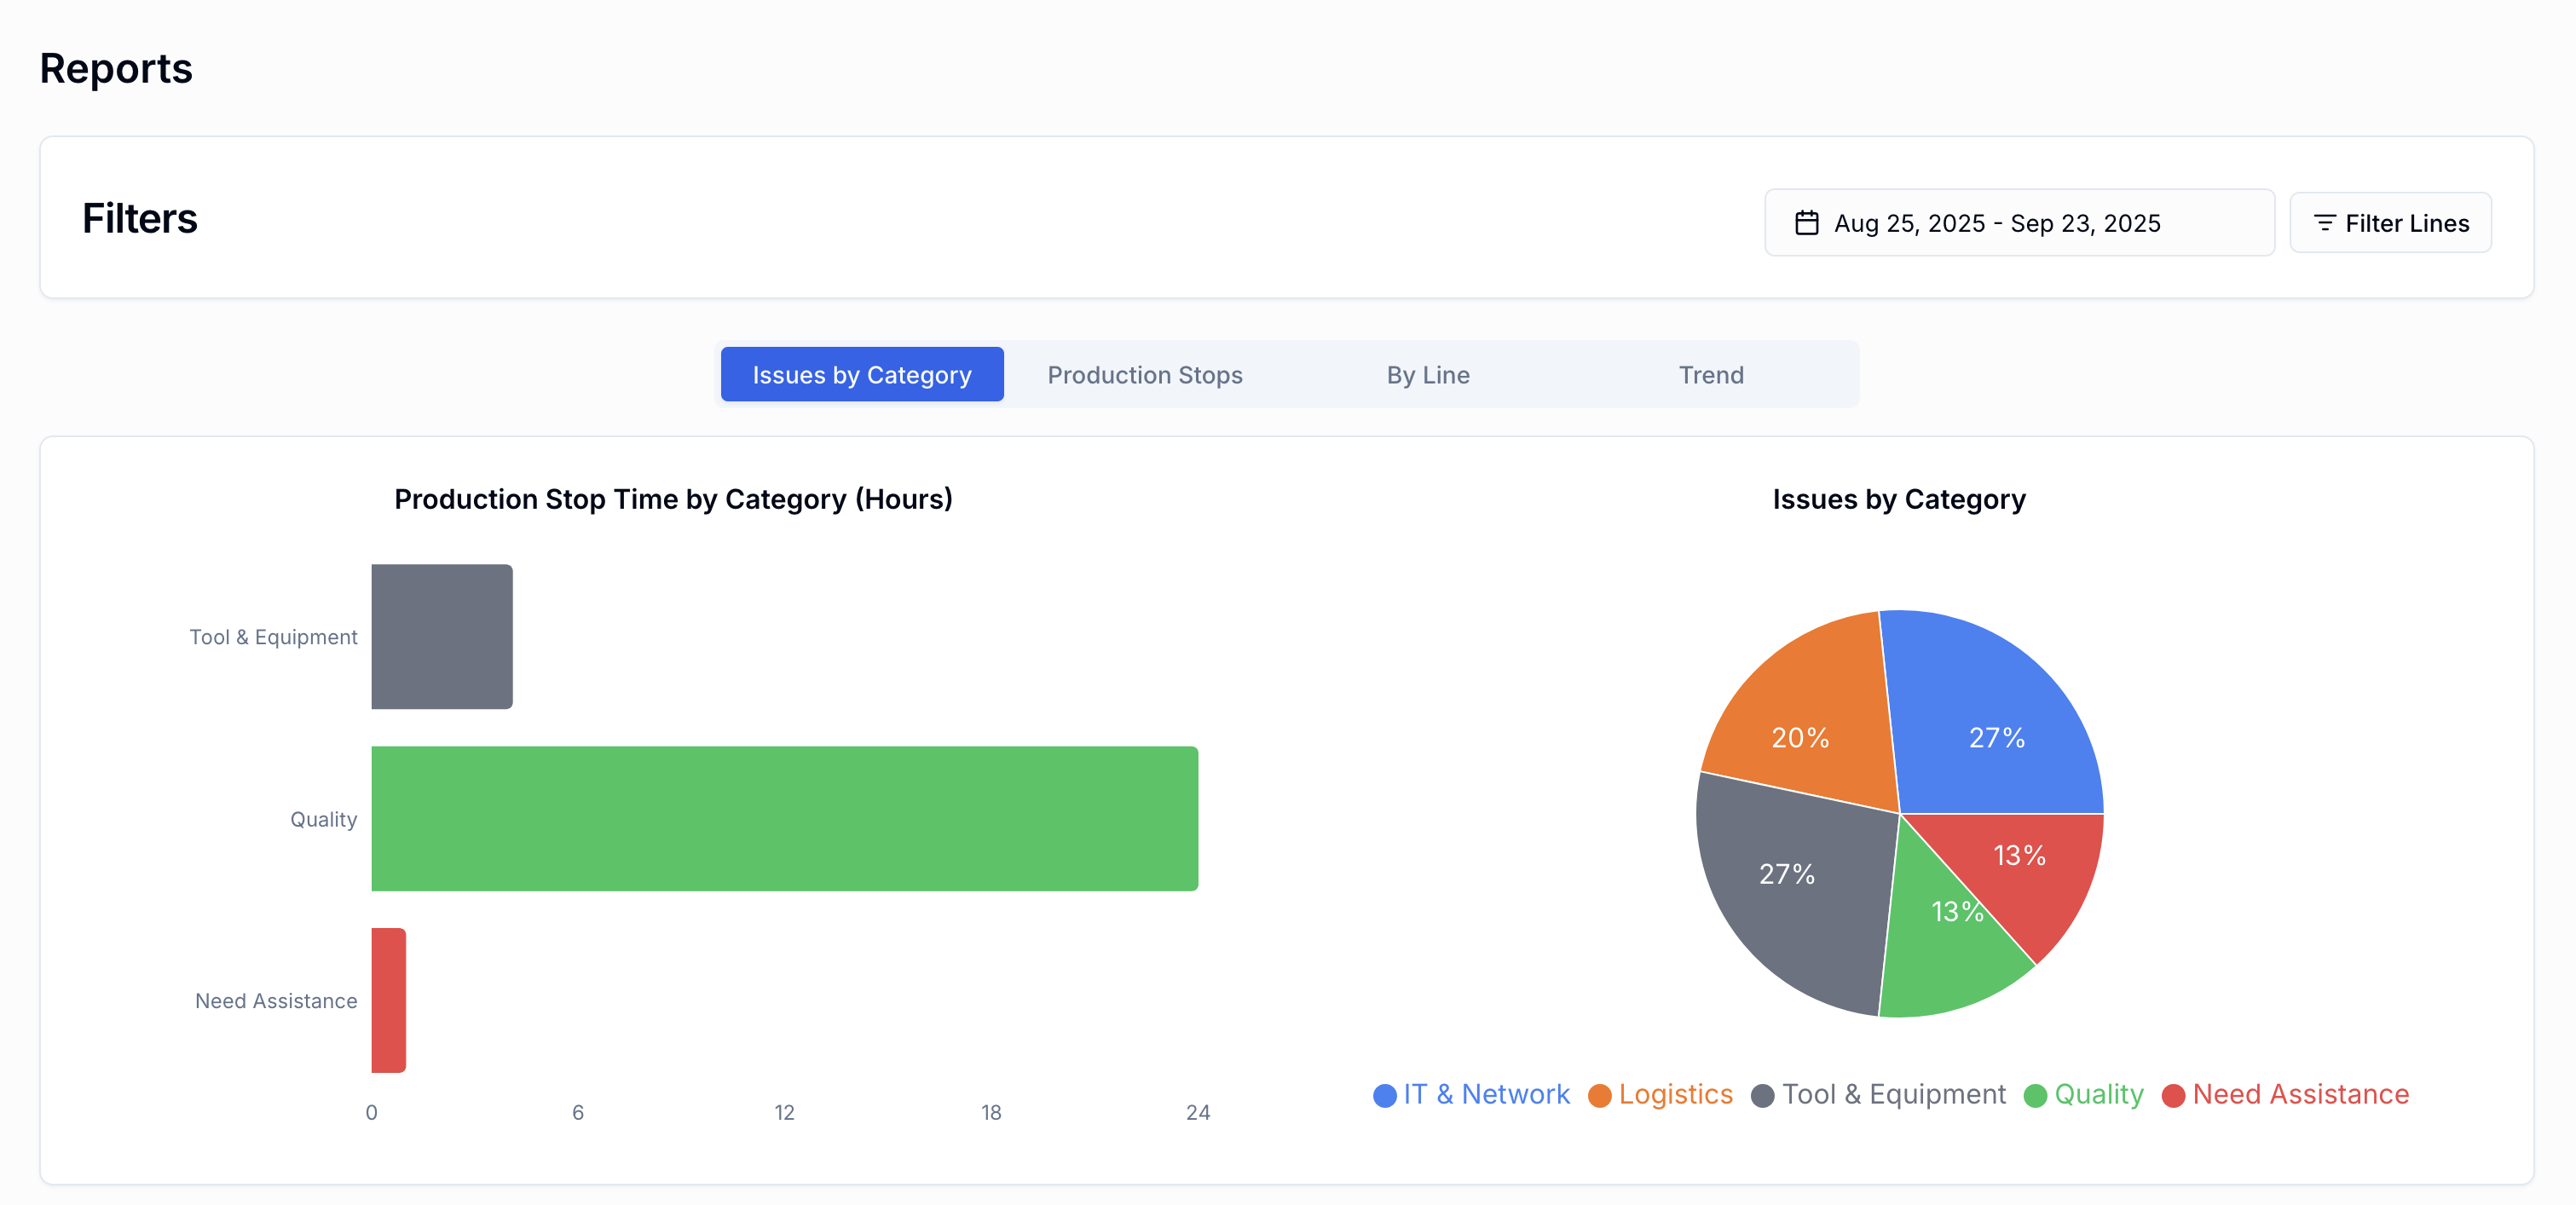 Reports
Filters
Aug 25, 2025 - Sep 23, 2025
Filter Lines
Issues by Category
Production Stops
By Line
Trend
Production Stop Time by Category (Hours)
Tool & Equipment
Quality
Need Assistance
0 6 12 18 24
Issues by Category
20%
27%
27%
13%
13%
IT & Network Logistics Tool & Equipment Quality Need Assistance